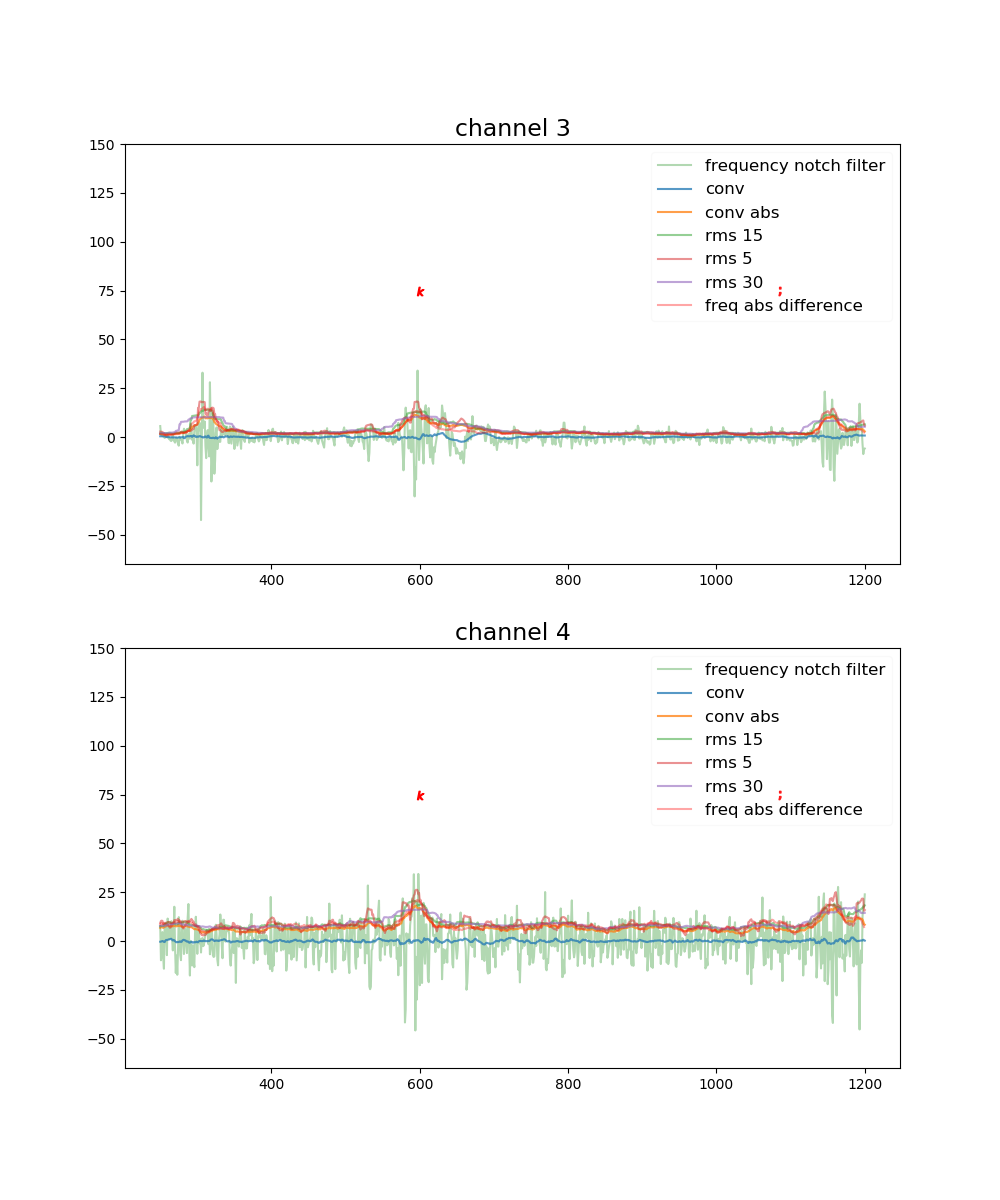 channel 3
150
125
100
75
50
25
0
−25
−50
400 600 800 1000 1200
frequency notch filter
conv
conv abs
rms 15
rms 5
rms 30
freq abs difference
k ;
channel 4
150
125
100
75
50
25
0
−25
−50
400 600 800 1000 1200
frequency notch filter
conv
conv abs
rms 15
rms 5
rms 30
freq abs difference
k ;